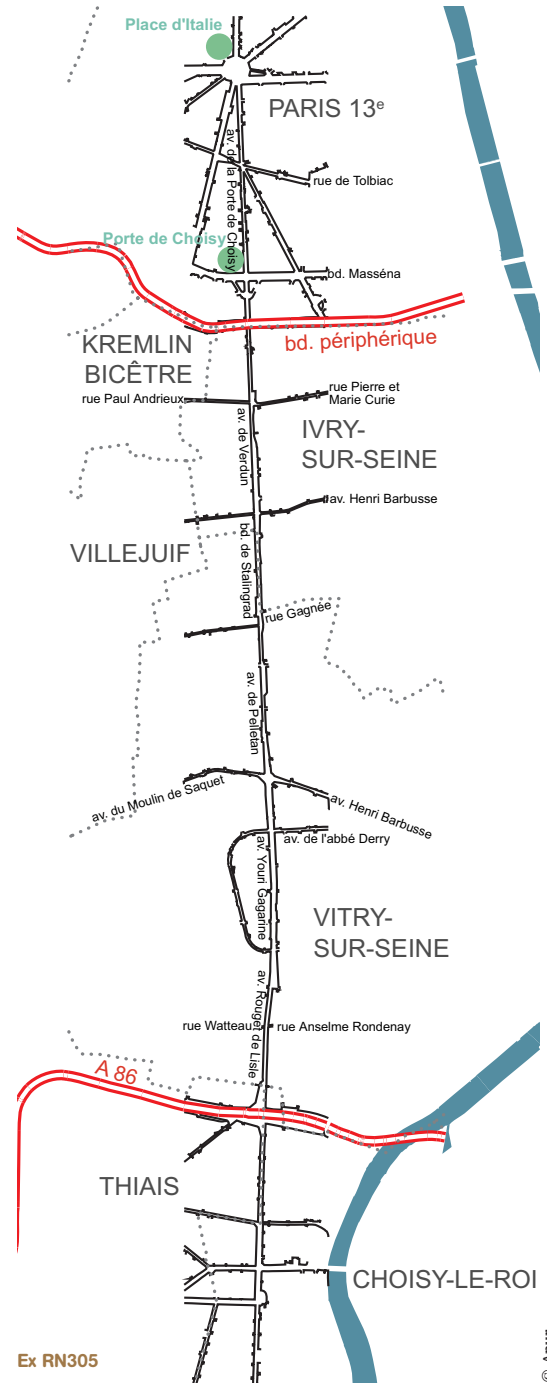 Place d'Italie
PARIS 13e
av. de la Porte de Choisy
rue de Tolbiac
Porte de Choisy
bd. Masséna
bd. périphérique
KREMLIN
BICÊTRE
rue Paul Andrieux
rue Pierre et
Marie Curie
av. de Verdun
IVRY-
SUR-SEINE
av. Henri Barbusse
VILLEJUIF
bd. de Stalingrad
rue Gagnée
av. de Pelletan
av. du Moulin de Saquet
av. Henri Barbusse
av. de l'abbé Derry
av. Youri Gagarine
VITRY-
SUR-SEINE
av. Rouget de Lisle
rue Watteau
rue Anselme Rondenay
A 86
THIAIS
CHOISY-LE-ROI
Ex RN305
© Apur